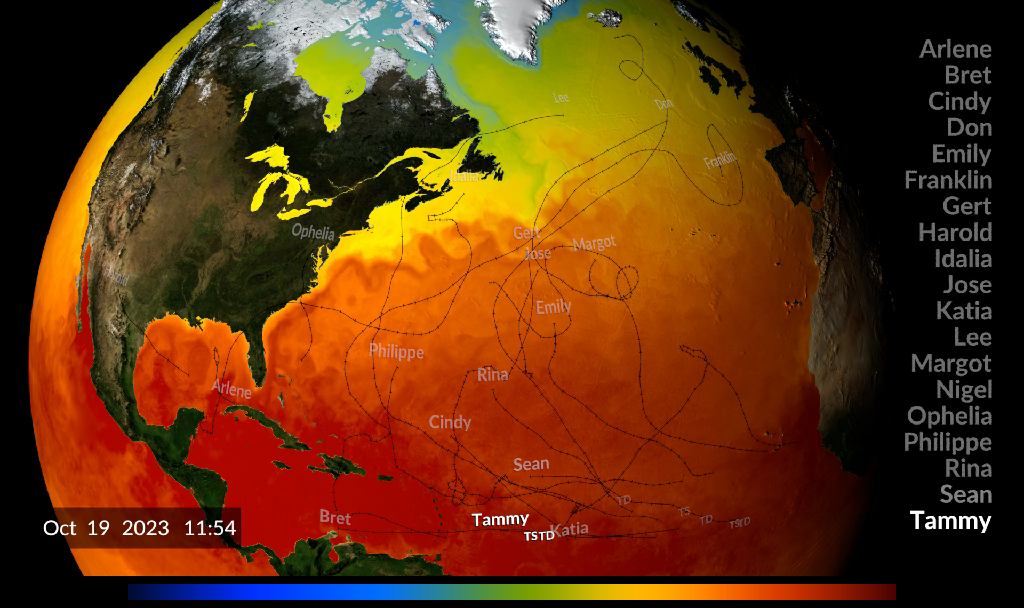 Lee
Don
Franklin
Idalia
Ophelia
Gert
Jose
Margot
Emily
Philippe
Rina
Arlene
Cindy
Sean
TD
TS
TD
TSTD
Bret
Tammy
Katia
TSTD
Oct 19 2023 11:54
Arlene
Bret
Cindy
Don
Emily
Franklin
Gert
Harold
Idalia
Jose
Katia
Lee
Margot
Nigel
Ophelia
Philippe
Rina
Sean
Tammy